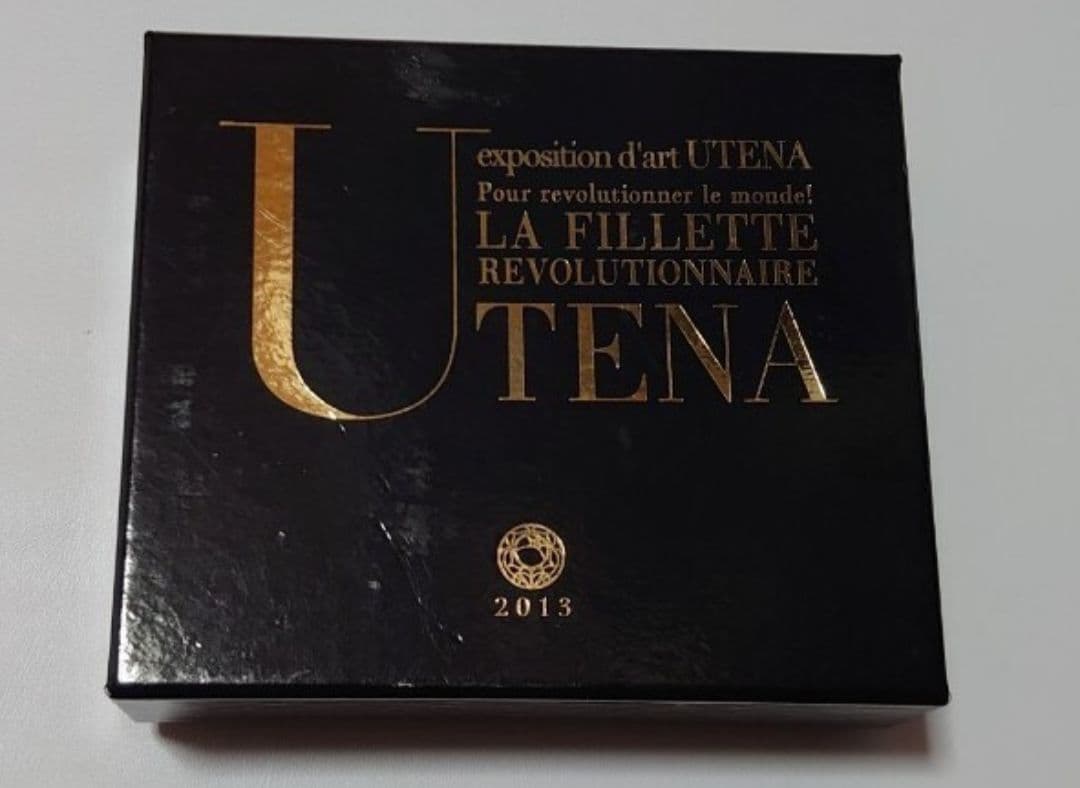 exposition d'art UTENA
Pour revolutionner le monde!
LA FILLETTE
REVOLUTIONNAIRE
UTENA
2013